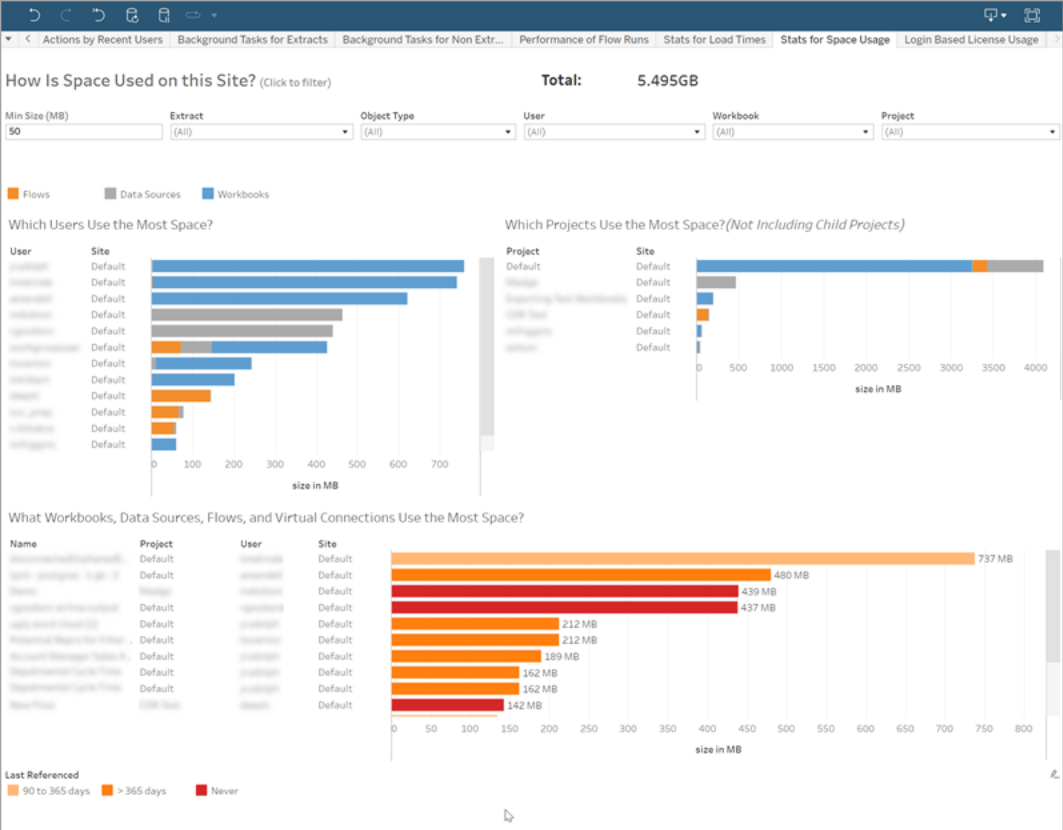 Actions by Recent Users Background Tasks for Extracts Background Tasks for Non Extr... Performance of Flow Runs Stats for Load Times Stats for Space Usage Login Based License Usage
How Is Space Used on this Site? (Click to filter) Total: 5.495GB
Min Size (MB) Extract Object Type User Workbook Project
50 (All) (All) (All) (All) (All)
Flows Data Sources Workbooks
Which Users Use the Most Space?
User Site
Default
Default
Default
Default
Default
Default
Default
Default
Default
Default
Default
Default
0 100 200 300 400 500 600 700
size in MB
Which Projects Use the Most Space?(Not Including Child Projects)
Project Site
Default Default
Default
Default
Default
Default
Default
0 500 1000 1500 2000 2500 3000 3500 4000
size in MB
What Workbooks, Data Sources, Flows, and Virtual Connections Use the Most Space?
Name Project User Site
Default Default 737 MB
Default Default 480 MB
Default 439 MB
Default Default 437 MB
Default Default 212 MB
Default Default 212 MB
Default Default 189 MB
Default Default 162 MB
Default Default 162 MB
Default 142 MB
0 50 100 150 200 250 300 350 400 450 500 550 600 650 700 750 800
size in MB
Last Referenced
90 to 365 days > 365 days Never